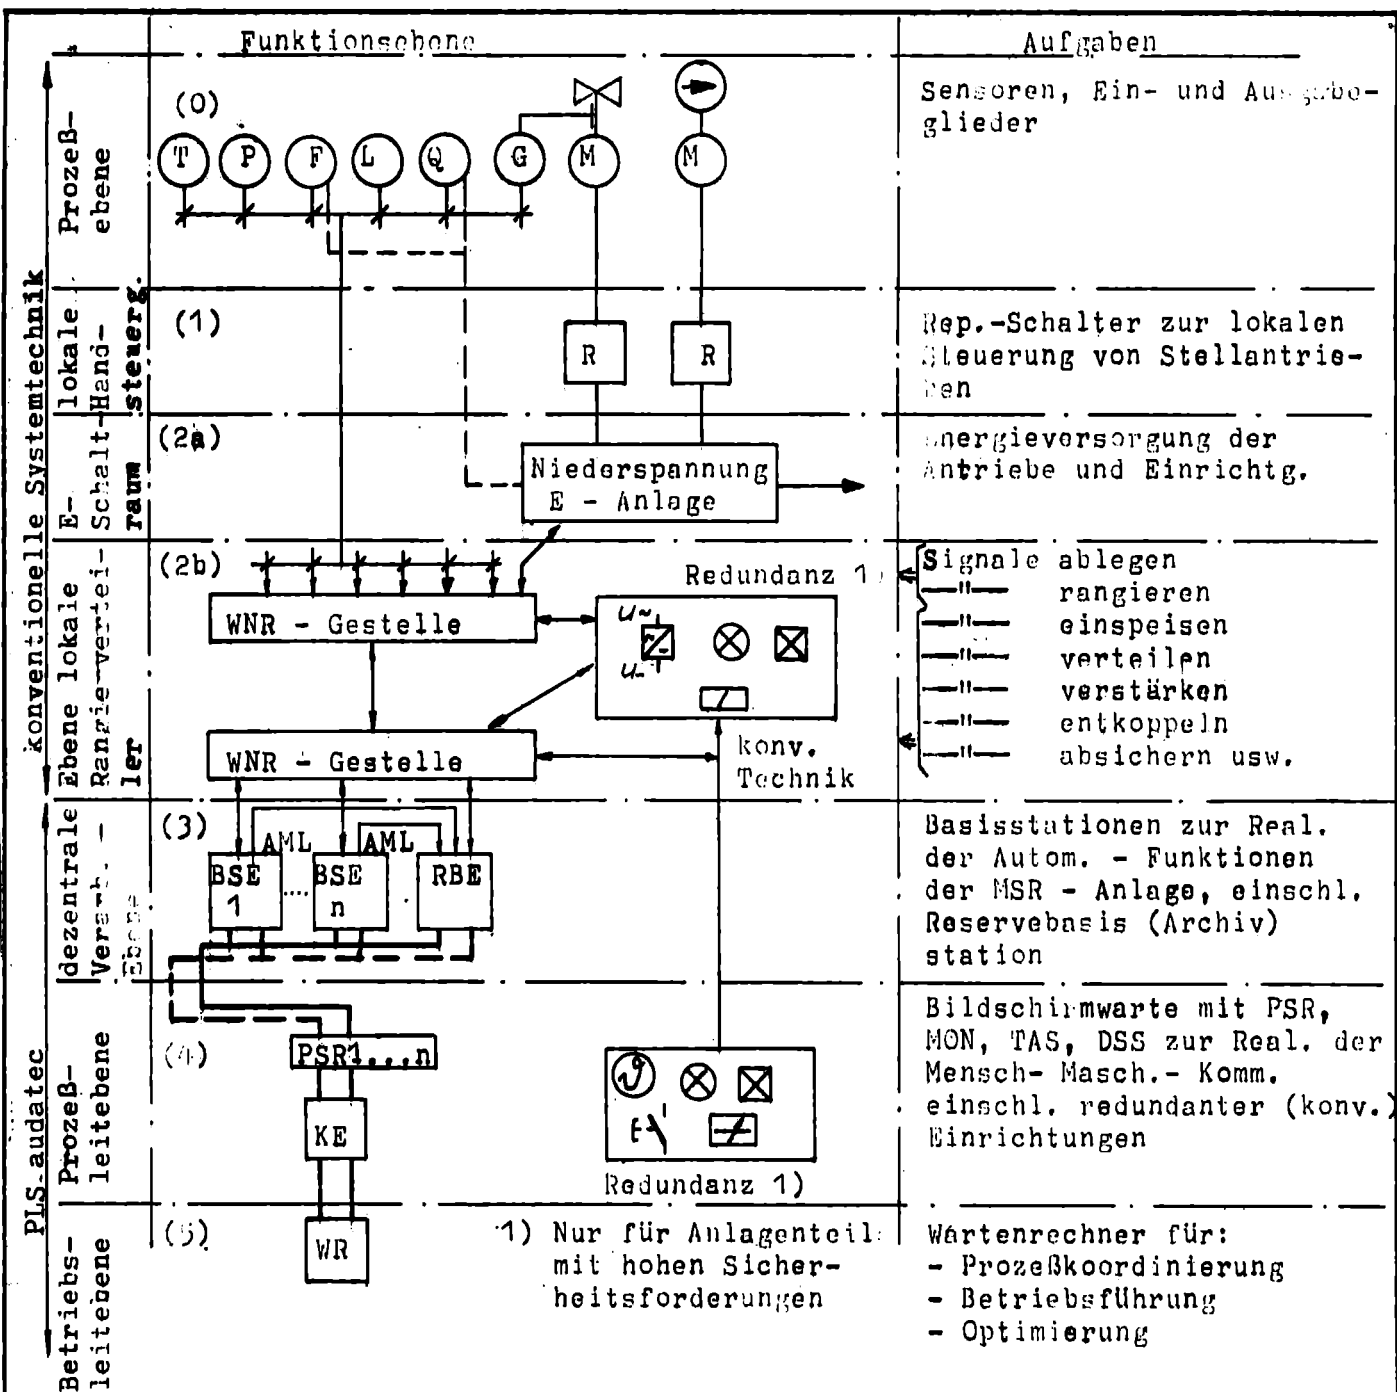 Funktionsebene
Aufgaben
konventionelle Systemtechnik
PLS audatec
Prozeß-
ebene
(0)
T P F L Q G M M
Sensoren, Ein- und Ausgabe-
glieder
lokale
Hand-
steuerg.
(1)
R R
Rep.-Schalter zur lokalen
Steuerung von Stellantrie-
ben
E-
Schalt-
raum
(2a)
Niederspannung
E - Anlage
Energieversorgung der
Antriebe und Einrichtg.
Ebene lokale
Rangierverteil-
ler
(2b)
Redundanz 1)
WNR - Gestelle
U~
U-
WNR - Gestelle
konv.
Technik
Signale ablegen
—"— rangieren
—"— einspeisen
—"— verteilen
—"— verstärken
—"— entkoppeln
—"— absichern usw.
dezentrale
Verarb. -
Ebene
(3)
AML AML
BSE .... BSE . RBE
1 n
Basisstationen zur Real.
der Autom. - Funktionen
der MSR - Anlage, einschl.
Reservebasis (Archiv)
station
Prozeß-
leitebene
(4)
PSR1...n
KE
ϑ
Redundanz 1)
Bildschirmwarte mit PSR,
MON, TAS, DSS zur Real. der
Mensch- Masch.- Komm.
einschl. redundanter (konv.)
Einrichtungen
Betriebs-
leitebene
(5)
WR
1) Nur für Anlagenteil
mit hohen Sicher-
heitsforderungen
Wartenrechner für:
- Prozeßkoordinierung
- Betriebsführung
- Optimierung